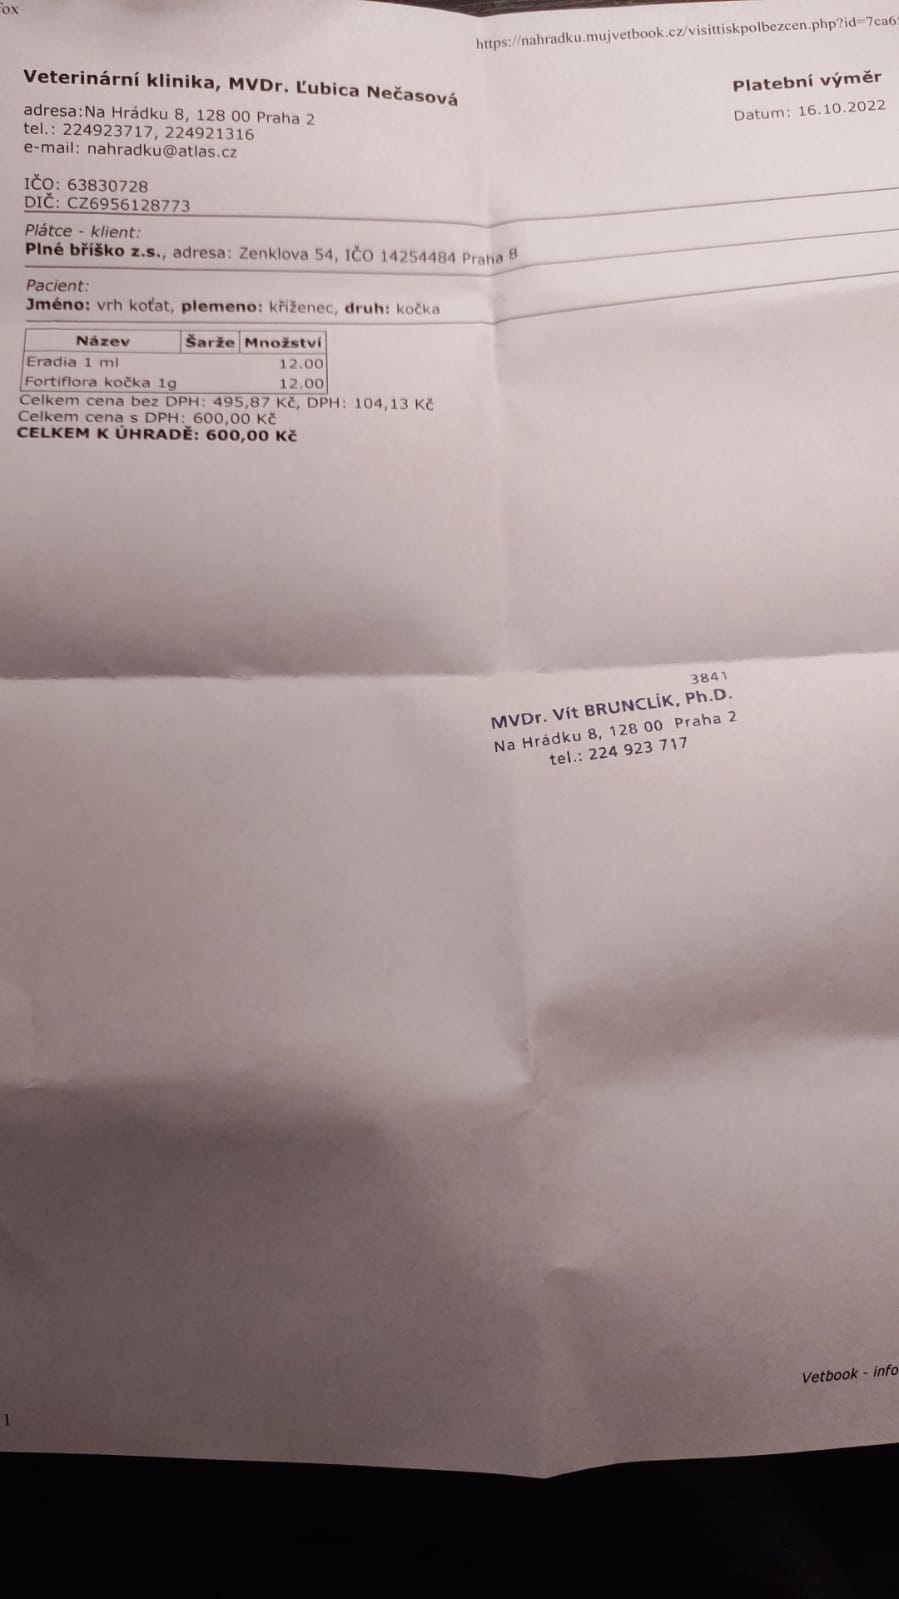 fox
https://nahradku.mujvetbook.cz/visittiskpolbezcen.php?id=7ca6
Veterinární klinika, MVDr. Ľubica Nečasová
Platební výměr
adresa:Na Hrádku 8, 128 00 Praha 2
Datum: 16.10.2022
tel.: 224923717, 224921316
e-mail: nahradku@atlas.cz
IČO: 63830728
DIČ: CZ6956128773
Plátce - klient:
Plné bříško z.s., adresa: Zenklova 54, IČO 14254484 Praha 8
Pacient:
Jméno: vrh koťat, plemeno: kříženec, druh: kočka
Název Šarže Množství
Eradia 1 ml 12.00
Fortiflora kočka 1g 12.00
Celkem cena bez DPH: 495,87 Kč, DPH: 104,13 Kč
Celkem cena s DPH: 600,00 Kč
CELKEM K ÚHRADĚ: 600,00 Kč
3841
MVDr. Vít BRUNCLÍK, Ph.D.
Na Hrádku 8, 128 00 Praha 2
tel.: 224 923 717
Vetbook - info
1